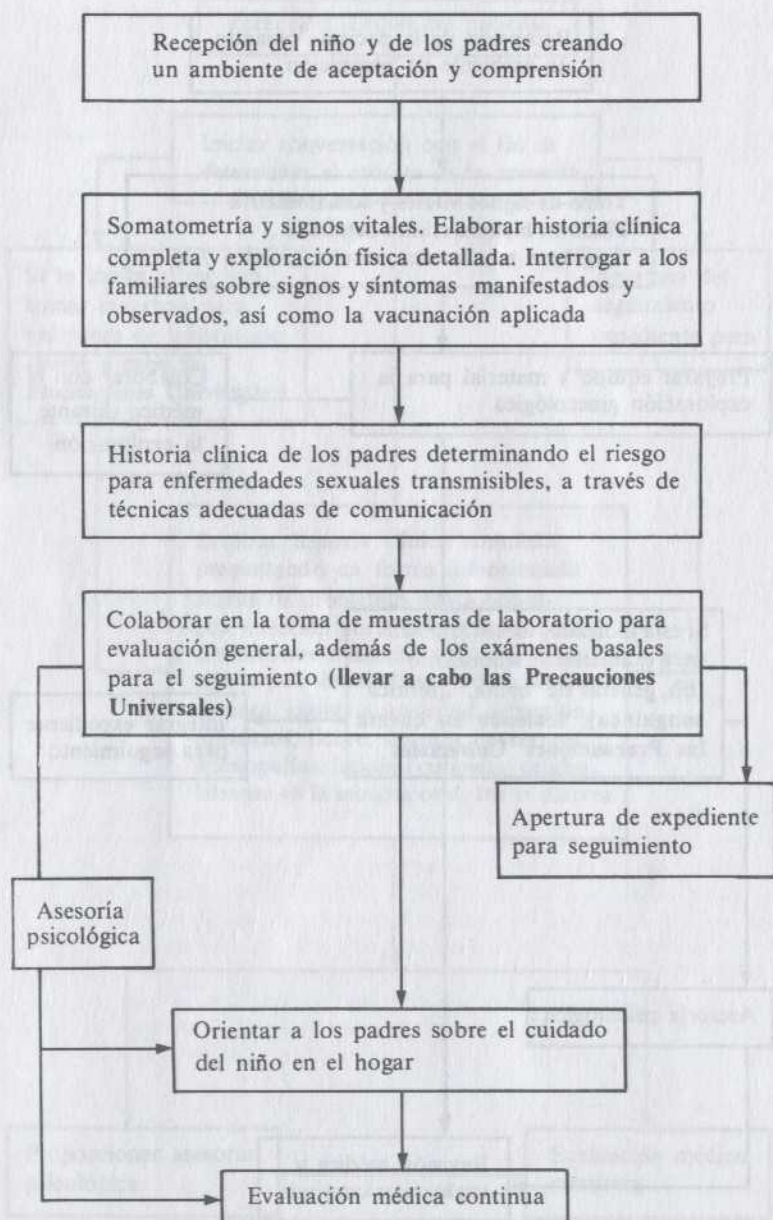 Recepción del niño y de los padres creando
un ambiente de aceptación y comprensión
Somatometría y signos vitales. Elaborar historia clínica
completa y exploración física detallada. Interrogar a los
familiares sobre signos y síntomas manifestados y
observados, así como la vacunación aplicada
Historia clínica de los padres determinando el riesgo
para enfermedades sexuales transmisibles, a través de
técnicas adecuadas de comunicación
Colaborar en la toma de muestras de laboratorio para
evaluación general, además de los exámenes basales
para el seguimiento (llevar a cabo las Precauciones
Universales)
Apertura de expediente
para seguimiento
Asesoría
psicológica
Orientar a los padres sobre el cuidado
del niño en el hogar
Evaluación médica continua